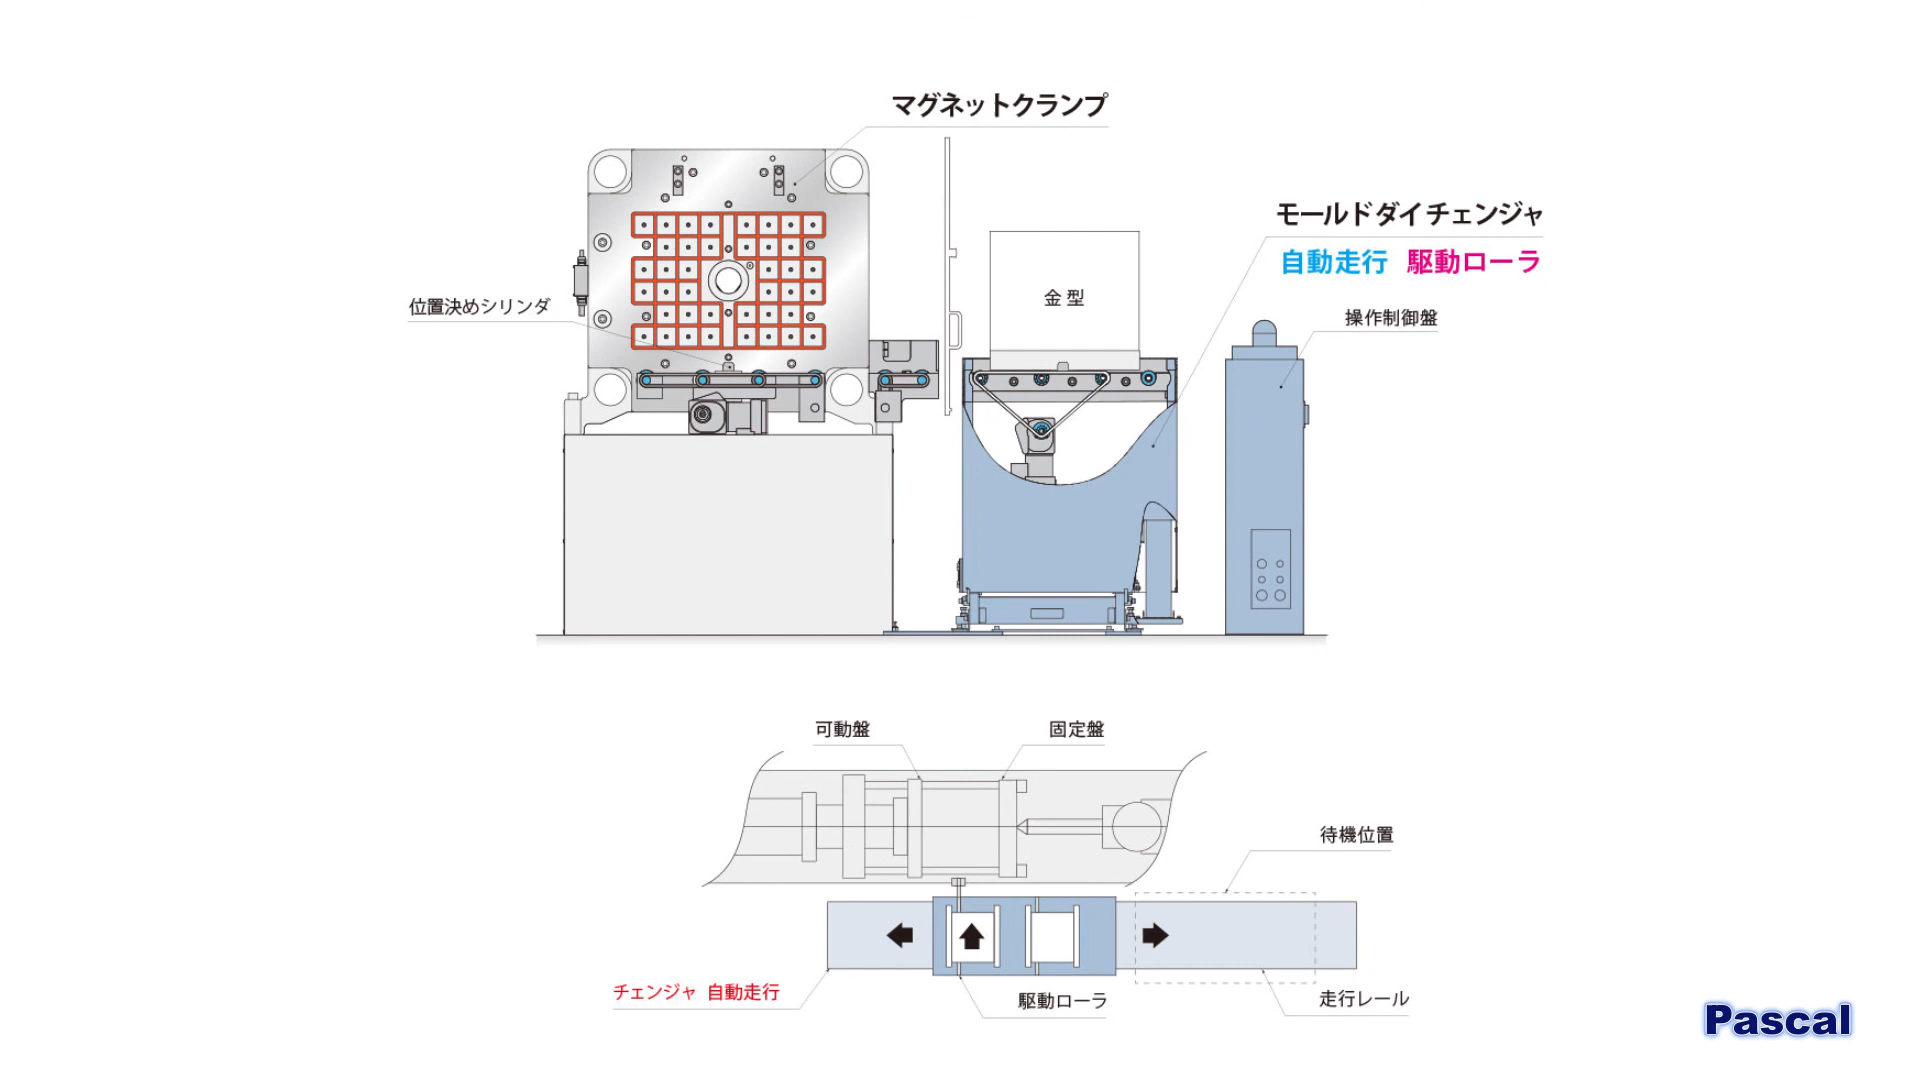 マグネットクランプ
モールドダイチェンジャ
自動走行 駆動ローラ
金型
位置決めシリンダ
操作制御盤
可動盤
固定盤
待機位置
チェンジャ 自動走行
駆動ローラ
走行レール
Pascal